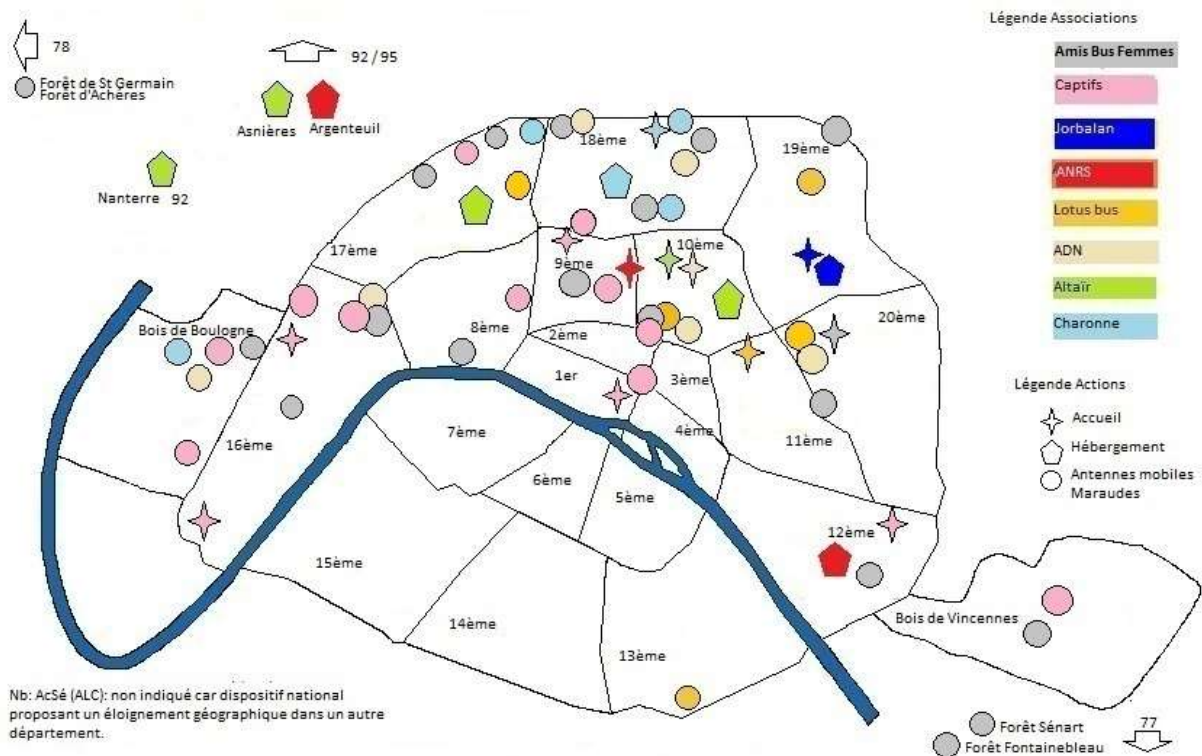 Légende Associations
78
92 / 95
Amis Bus Femmes
Forêt de St Germain
Forêt d'Achères
Captifs
Asnières
Argenteuil
Jorbalan
18ème
19ème
ANRS
Nanterre 92
Lotus bus
17ème
10ème
ADN
9ème
Altaïr
Bois de Boulogne
8ème
2ème
20ème
Charonne
1er
3ème
Légende Actions
Accueil
16ème
7ème
4ème
11ème
Hébergement
6ème
5ème
Antennes mobiles
Maraudes
12ème
15ème
14ème
Bois de Vincennes
13ème
Nb: AcSé (ALC): non indiqué car dispositif national
proposant un éloignement géographique dans un autre
département.
Forêt Sénart
77
Forêt Fontainebleau